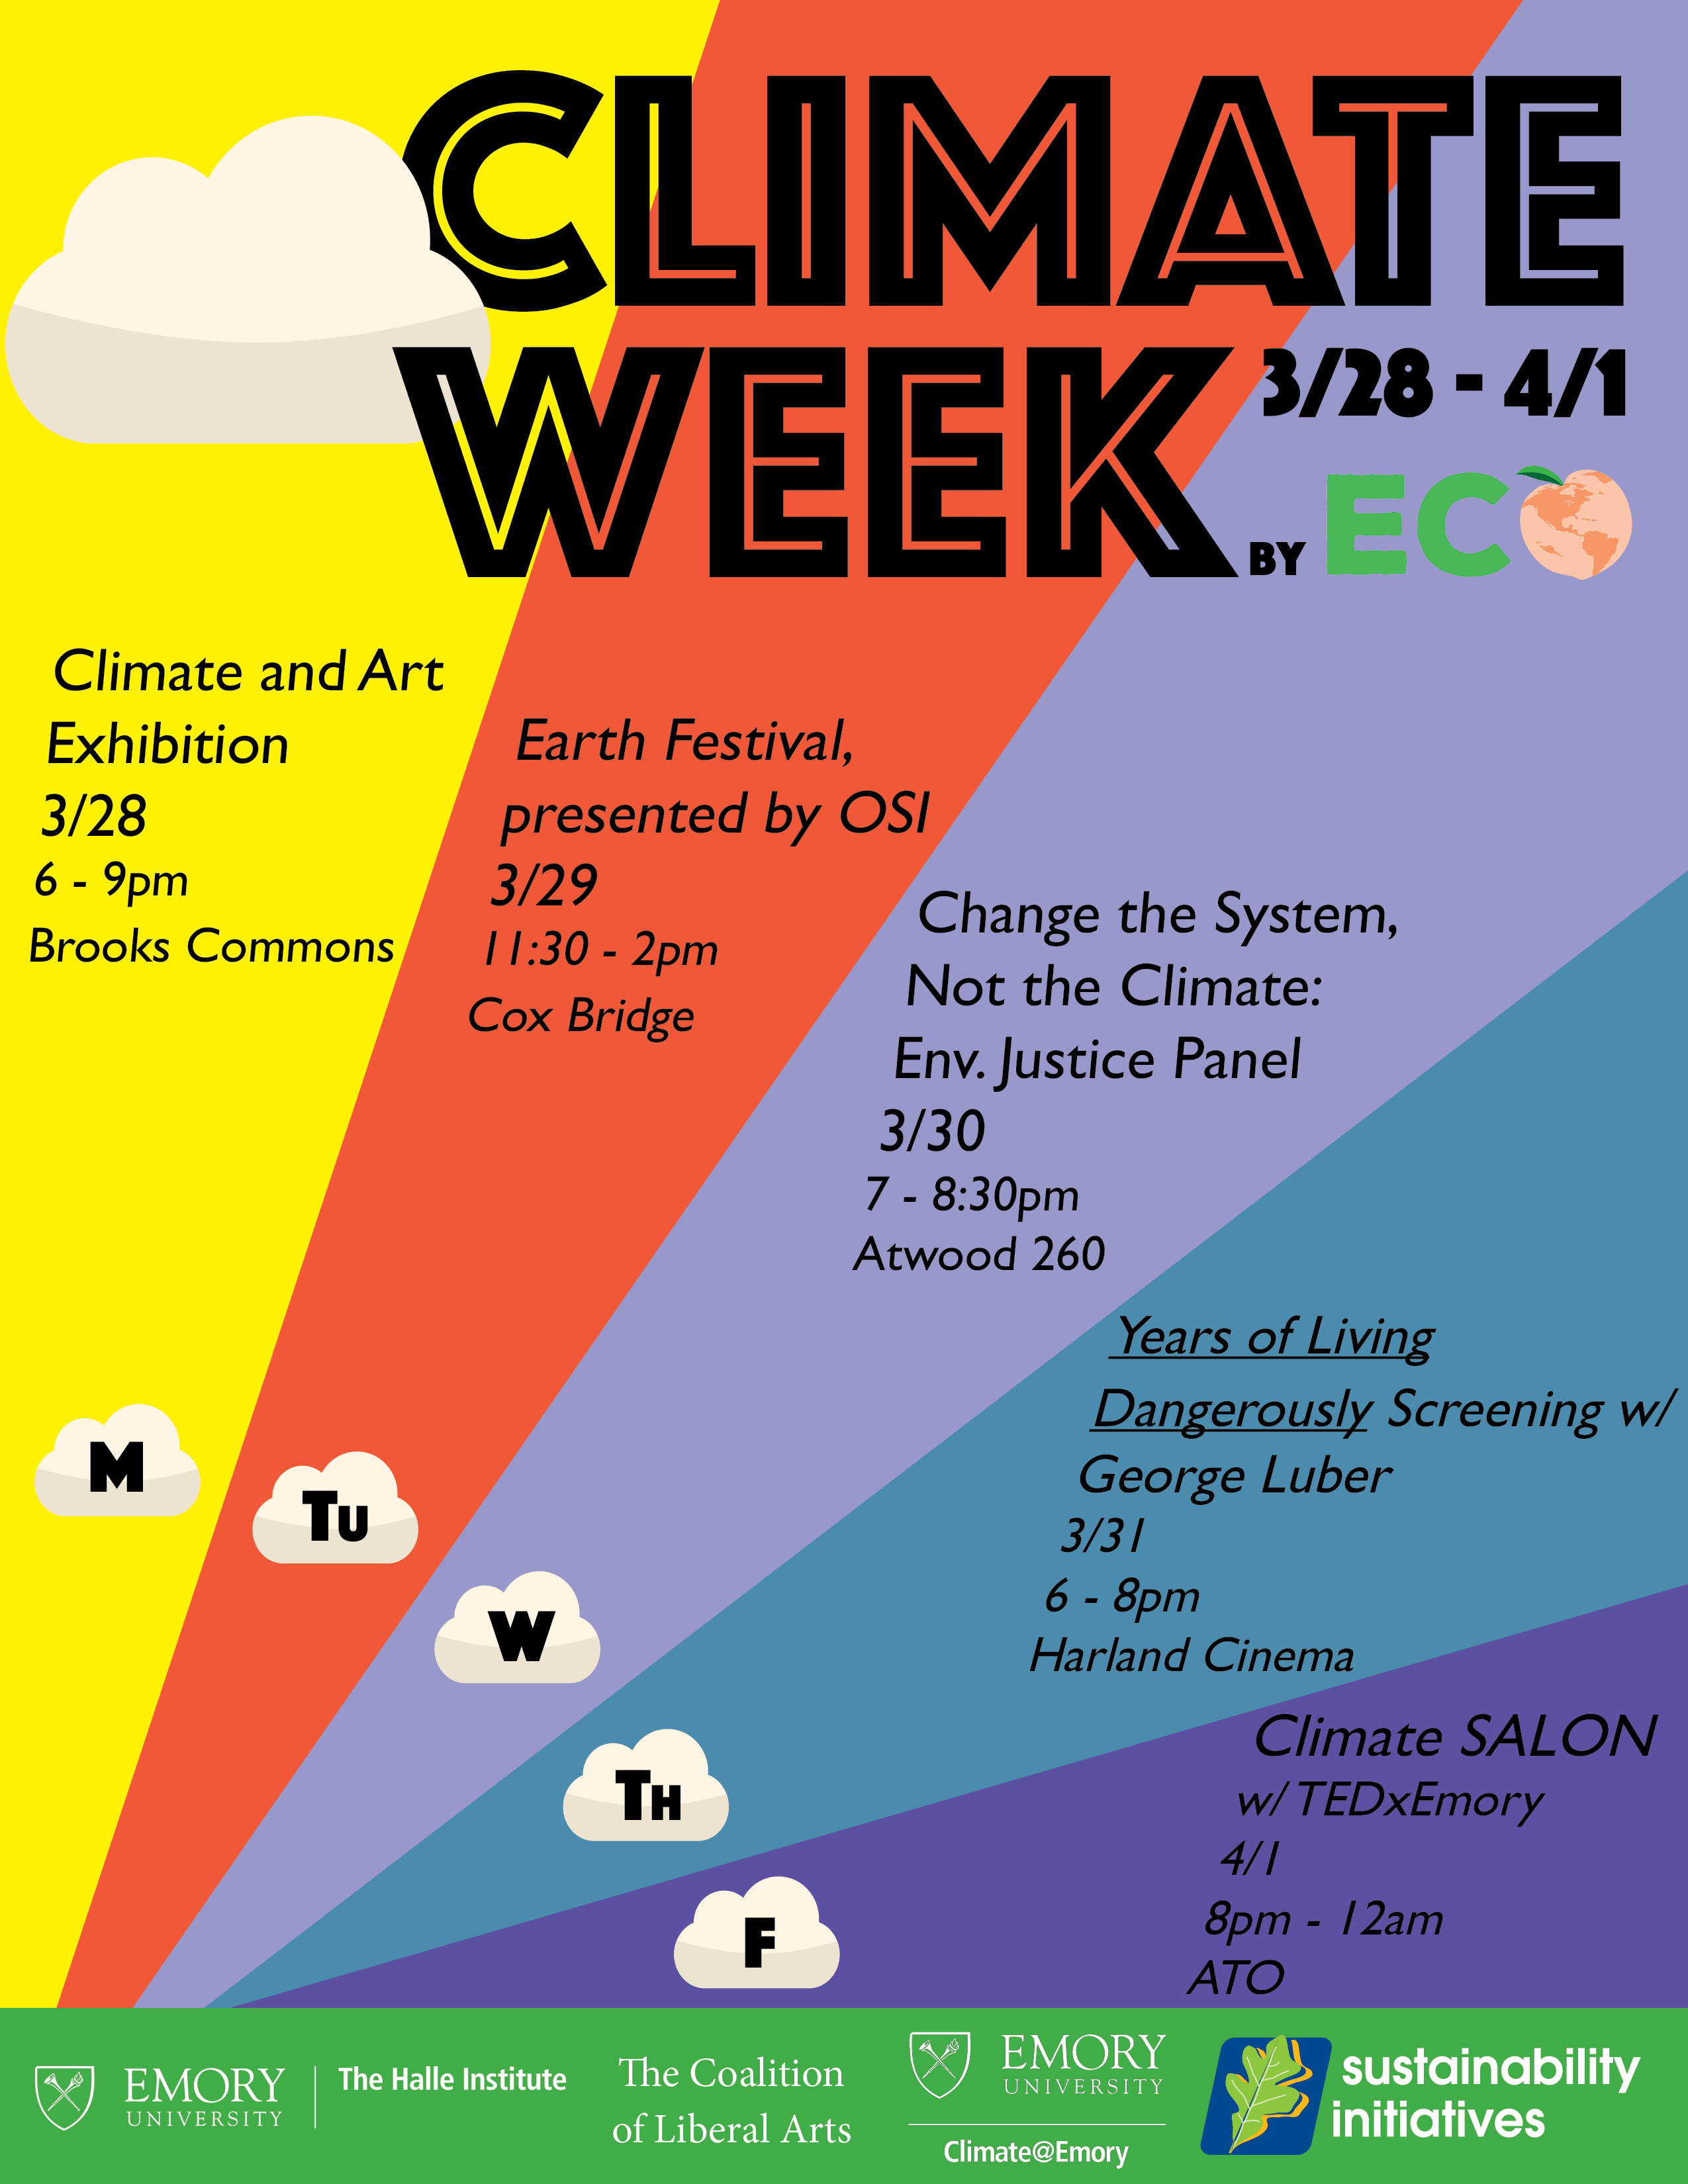 CLIMATE
WEEK
3/28 - 4/1
BY ECO
Climate and Art
Exhibition
3/28
6 - 9pm
Brooks Commons
Earth Festival,
presented by OSI
3/29
11:30 - 2pm
Cox Bridge
Change the System,
Not the Climate:
Env. Justice Panel
3/30
7 - 8:30pm
Atwood 260
Years of Living
Dangerously Screening w/
George Luber
3/31
6 - 8pm
Harland Cinema
Climate SALON
w/ TEDxEmory
4/1
8pm - 12am
ATO
M
TU
W
TH
F
EMORY
UNIVERSITY
The Halle Institute
The Coalition
of Liberal Arts
EMORY
UNIVERSITY
Climate@Emory
sustainability
initiatives